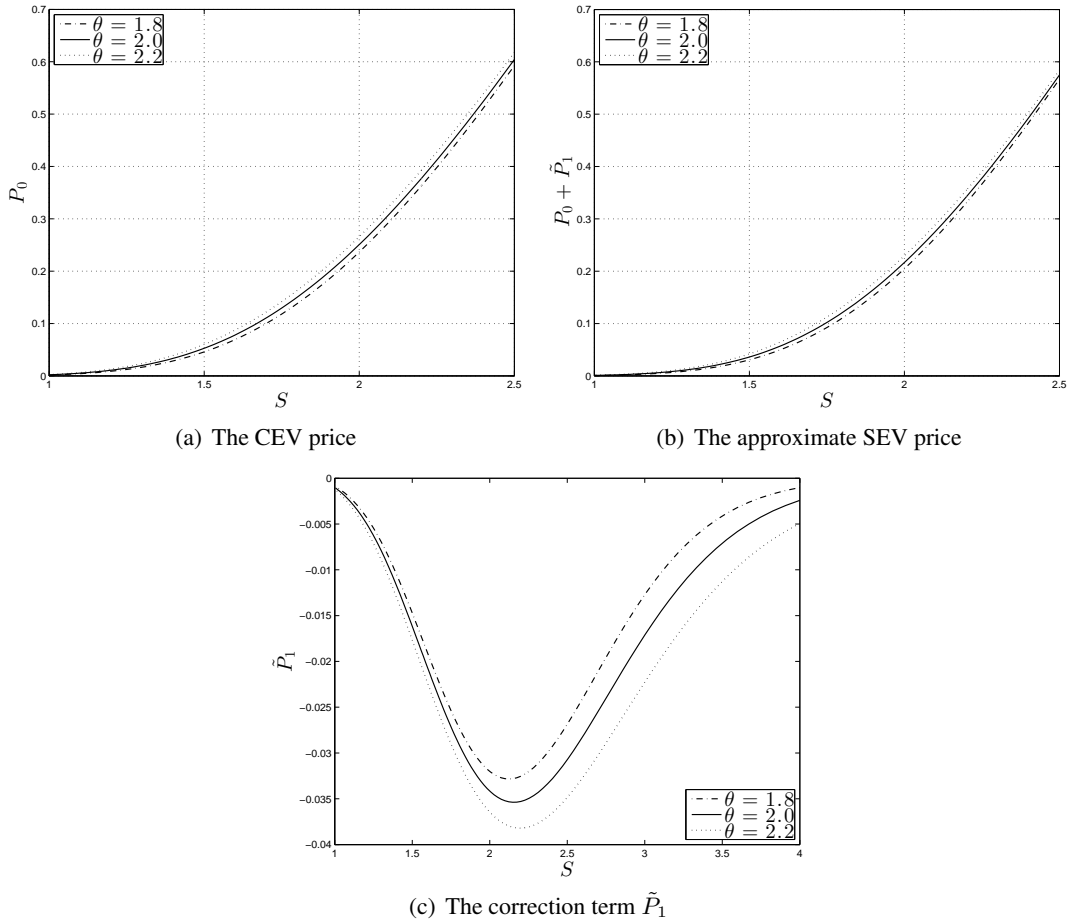 0.7
0.6
0.5
0.4
0.3
0.2
0.1
0
P₀
θ = 1.8
θ = 2.0
θ = 2.2
1
1.5
2
2.5
S
(a) The CEV price
0.7
0.6
0.5
0.4
0.3
0.2
0.1
0
P₀ + P̃₁
θ = 1.8
θ = 2.0
θ = 2.2
1
1.5
2
2.5
S
(b) The approximate SEV price
0
−0.005
−0.01
−0.015
−0.02
−0.025
−0.03
−0.035
−0.04
P̃₁
θ = 1.8
θ = 2.0
θ = 2.2
1
1.5
2
2.5
3
3.5
4
S
(c) The correction term P̃₁